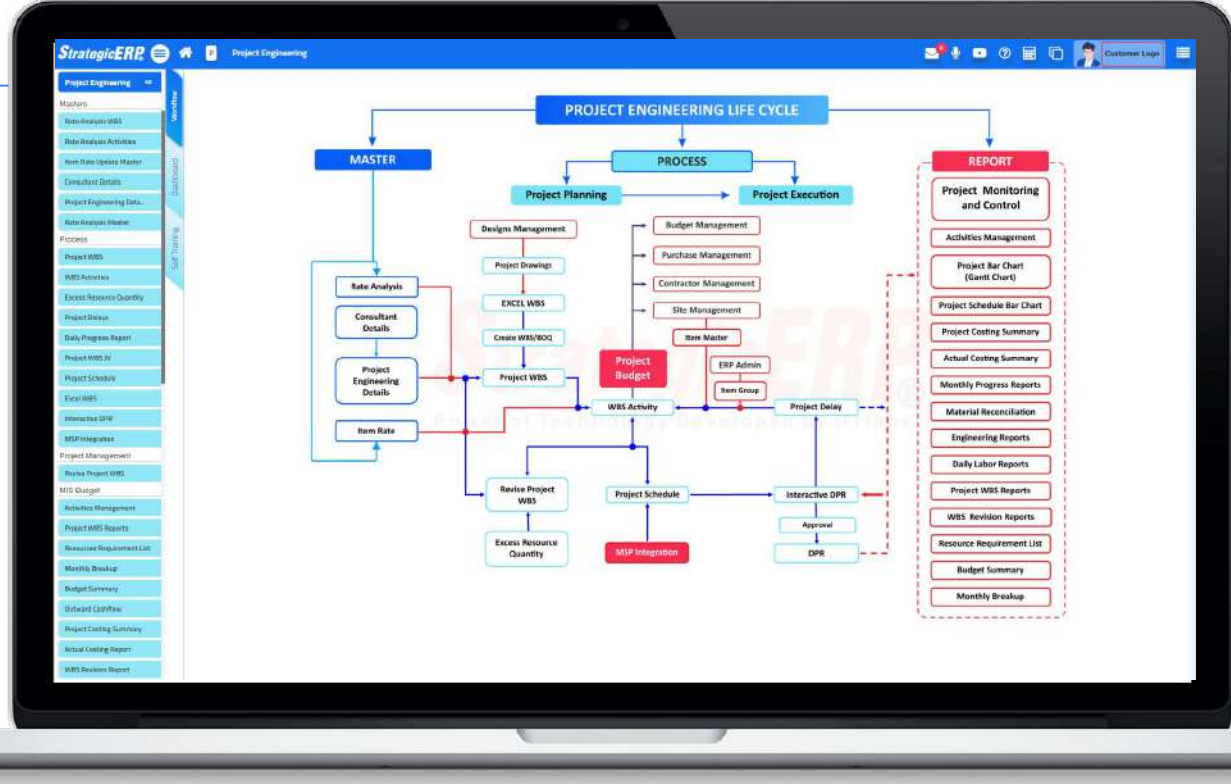 StrategicERP
P
Project Engineering
Customer Logo
Project Engineering
Masters
Rate Analysis WBS
Rate Analysis Activities
Item Rate Update Master
Consultant Details
Project Engineering Deta..
Rate Analysis Master
Process
Project WBS
WBS Activities
Excess Resource Quantity
Project Delays
Daily Progress Report
Project WBS JV
Project Schedule
Excel WBS
Interactive DPR
MSP Integration
Project Management
Revise Project WBS
MIS Budget
Activities Management
Project WBS Reports
Resources Requirement List
Monthly Breakup
Budget Summary
Outward Cashflow
Project Costing Summary
Actual Costing Report
WBS Revision Report
Workflow
Dashboard
Self Training
PROJECT ENGINEERING LIFE CYCLE
MASTER
PROCESS
Project Planning
Project Execution
REPORT
Rate Analysis
Consultant
Details
Project
Engineering
Details
Item Rate
Designs Management
Project Drawings
EXCEL WBS
Create WBS/BOQ
Project WBS
Budget Management
Purchase Management
Contractor Management
Site Management
Item Master
ERP Admin
Item Group
Project
Budget
WBS Activity
Project Delay
Revise Project
WBS
Excess Resource
Quantity
Project Schedule
MSP Integration
Interactive DPR
Approval
DPR
Project Monitoring
and Control
Activities Management
Project Bar Chart
(Gantt Chart)
Project Schedule Bar Chart
Project Costing Summary
Actual Costing Summary
Monthly Progress Reports
Material Reconciliation
Engineering Reports
Daily Labor Reports
Project WBS Reports
WBS Revision Reports
Resource Requirement List
Budget Summary
Monthly Breakup